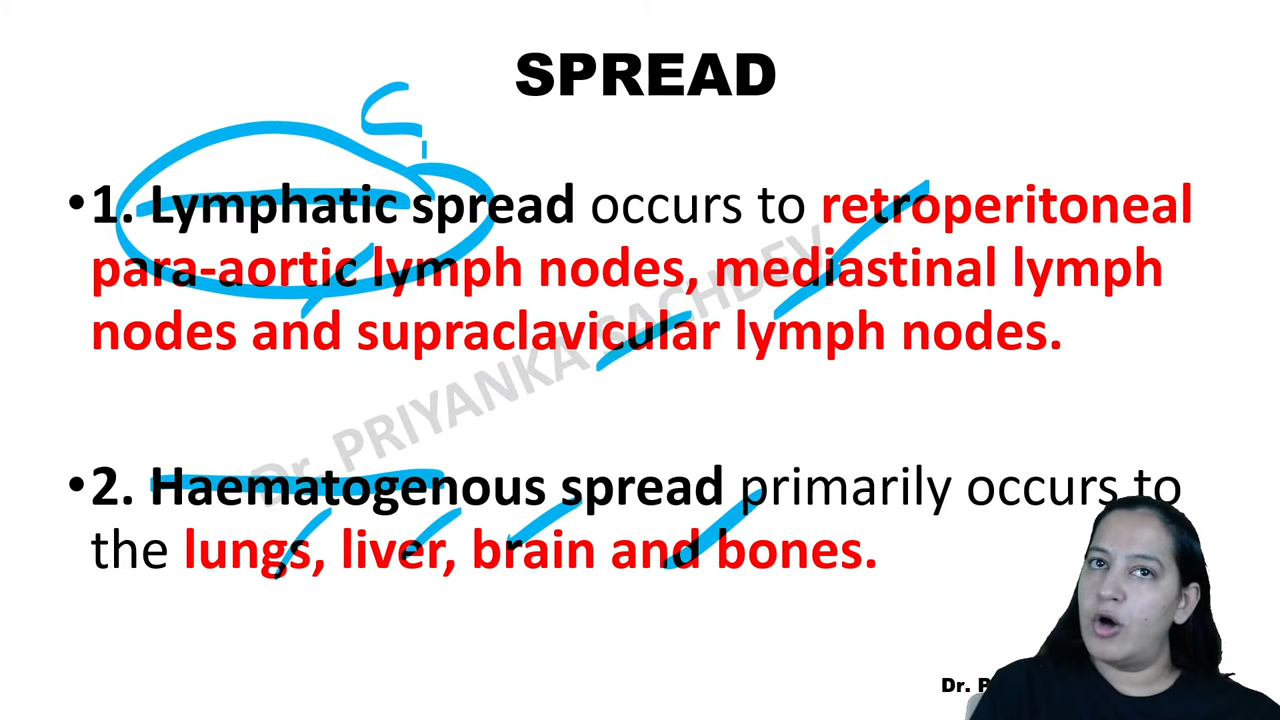 SPREAD
•1. Lymphatic spread occurs to retroperitoneal
para-aortic lymph nodes, mediastinal lymph
nodes and supraclavicular lymph nodes.
Dr. PRIYANKA SACHDEV
•2. Haematogenous spread primarily occurs to
the lungs, liver, brain and bones.
Dr.